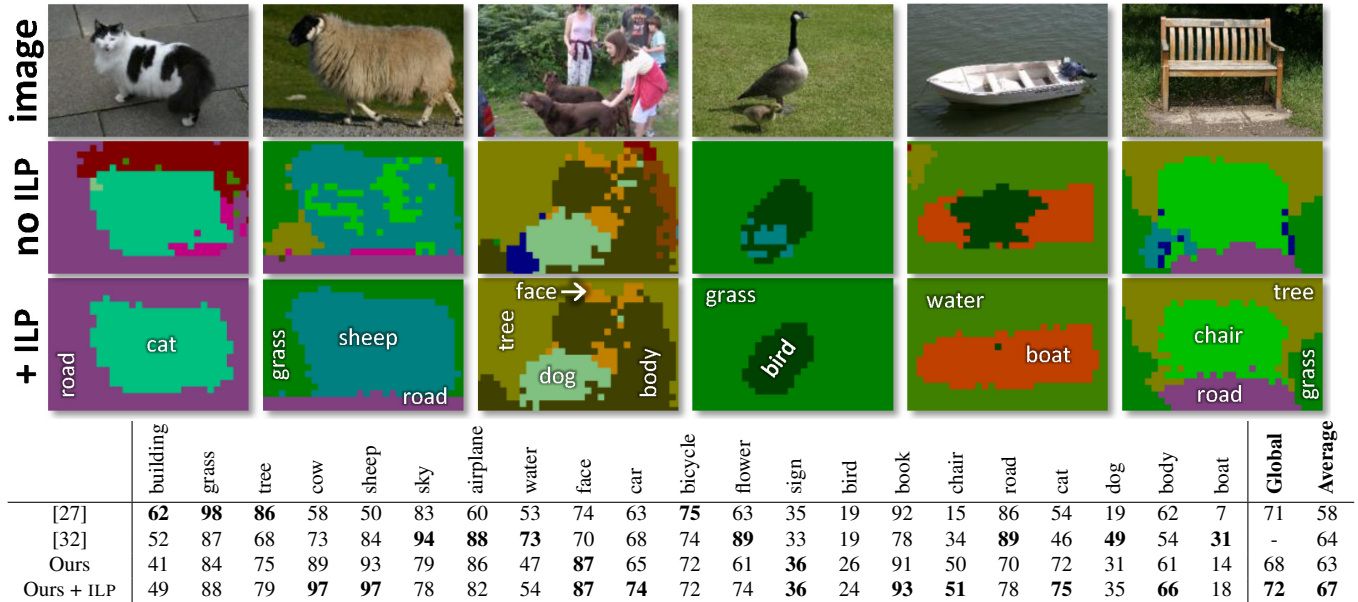 image
no ILP
+ ILP
road
cat
grass
sheep
road
face →
tree
dog
body
grass
bird
water
boat
tree
chair
road
grass
building grass tree cow sheep sky airplane water face car bicycle flower sign bird book chair road cat dog body boat Global Average
[27] 62 98 86 58 50 83 60 53 74 63 75 63 35 19 92 15 86 54 19 62 7 71 58
[32] 52 87 68 73 84 94 88 73 70 68 74 89 33 19 78 34 89 46 49 54 31 - 64
Ours 41 84 75 89 93 79 86 47 87 65 72 61 36 26 91 50 70 72 31 61 14 68 63
Ours + ILP 49 88 79 97 97 78 82 54 87 74 72 74 36 24 93 51 78 75 35 66 18 72 67